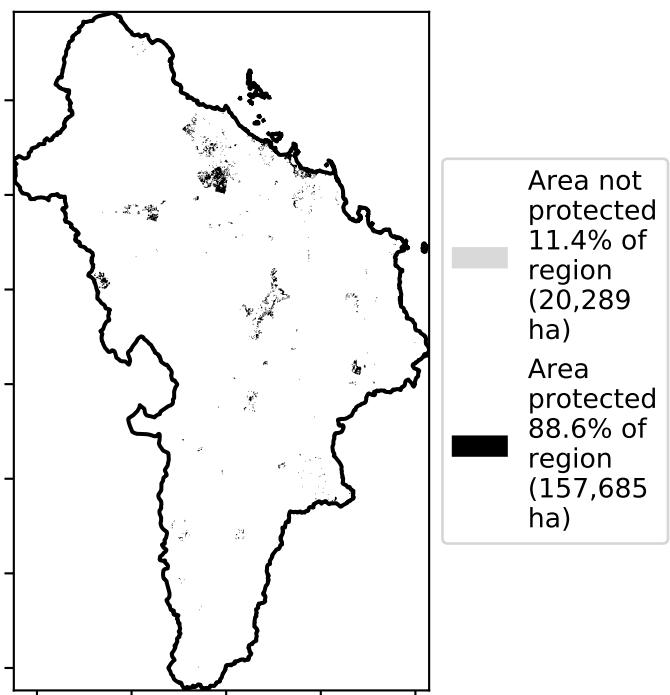 Area not
protected
11.4% of
region
(20,289
ha)
Area
protected
88.6% of
region
(157,685
ha)